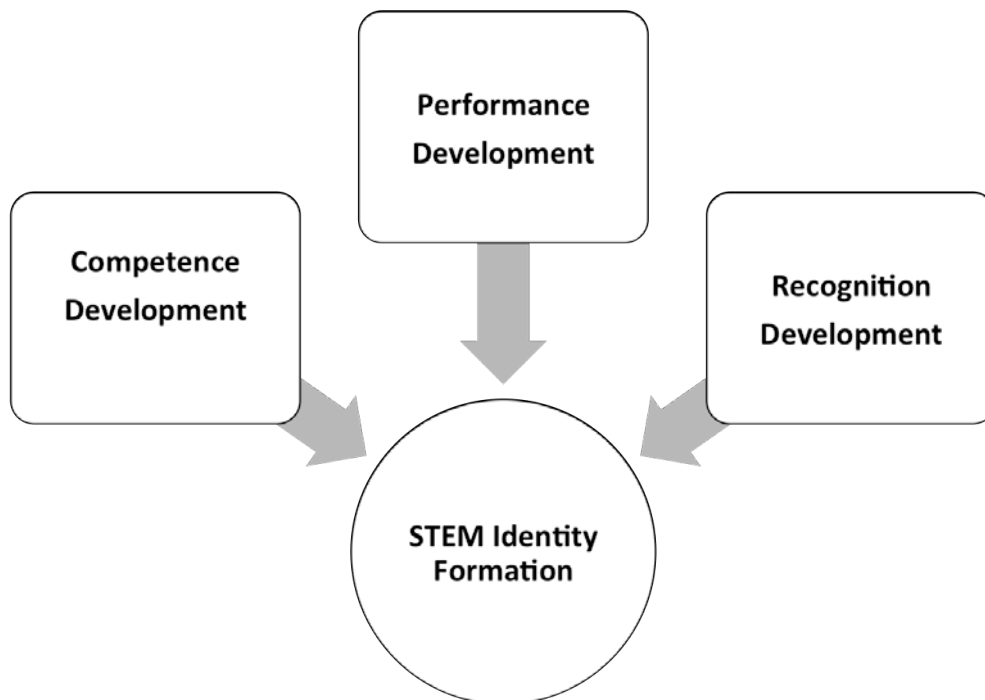 Performance
Development
Competence
Development
Recognition
Development
STEM Identity
Formation